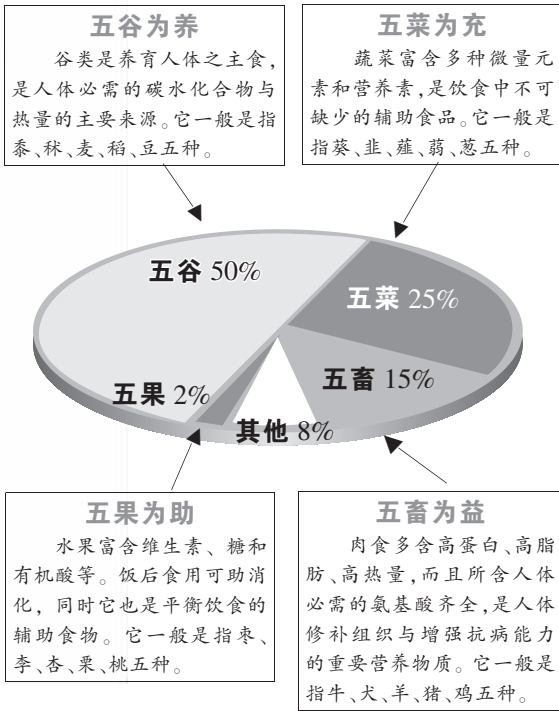 五谷为养
谷类是养育人体之主食,
是人体必需的碳水化合物与
热量的主要来源。它一般是指
黍、秫、麦、稻、豆五种。
五菜为充
蔬菜富含多种微量元
素和营养素,是饮食中不可
缺少的辅助食品。它一般是
指葵、韭、薤、蒻、葱五种。
五谷 50%
五菜 25%
五畜 15%
五果 2%
其他 8%
五果为助
水果富含维生素、糖和
有机酸等。饭后食用可助消
化，同时它也是平衡饮食的
辅助食物。它一般是指枣、
李、杏、栗、桃五种。
五畜为益
肉食多含高蛋白、高脂
肪、高热量,而且所含人体
必需的氨基酸齐全,是人体
修补组织与增强抗病能力
的重要营养物质。它一般是
指牛、犬、羊、猪、鸡五种。